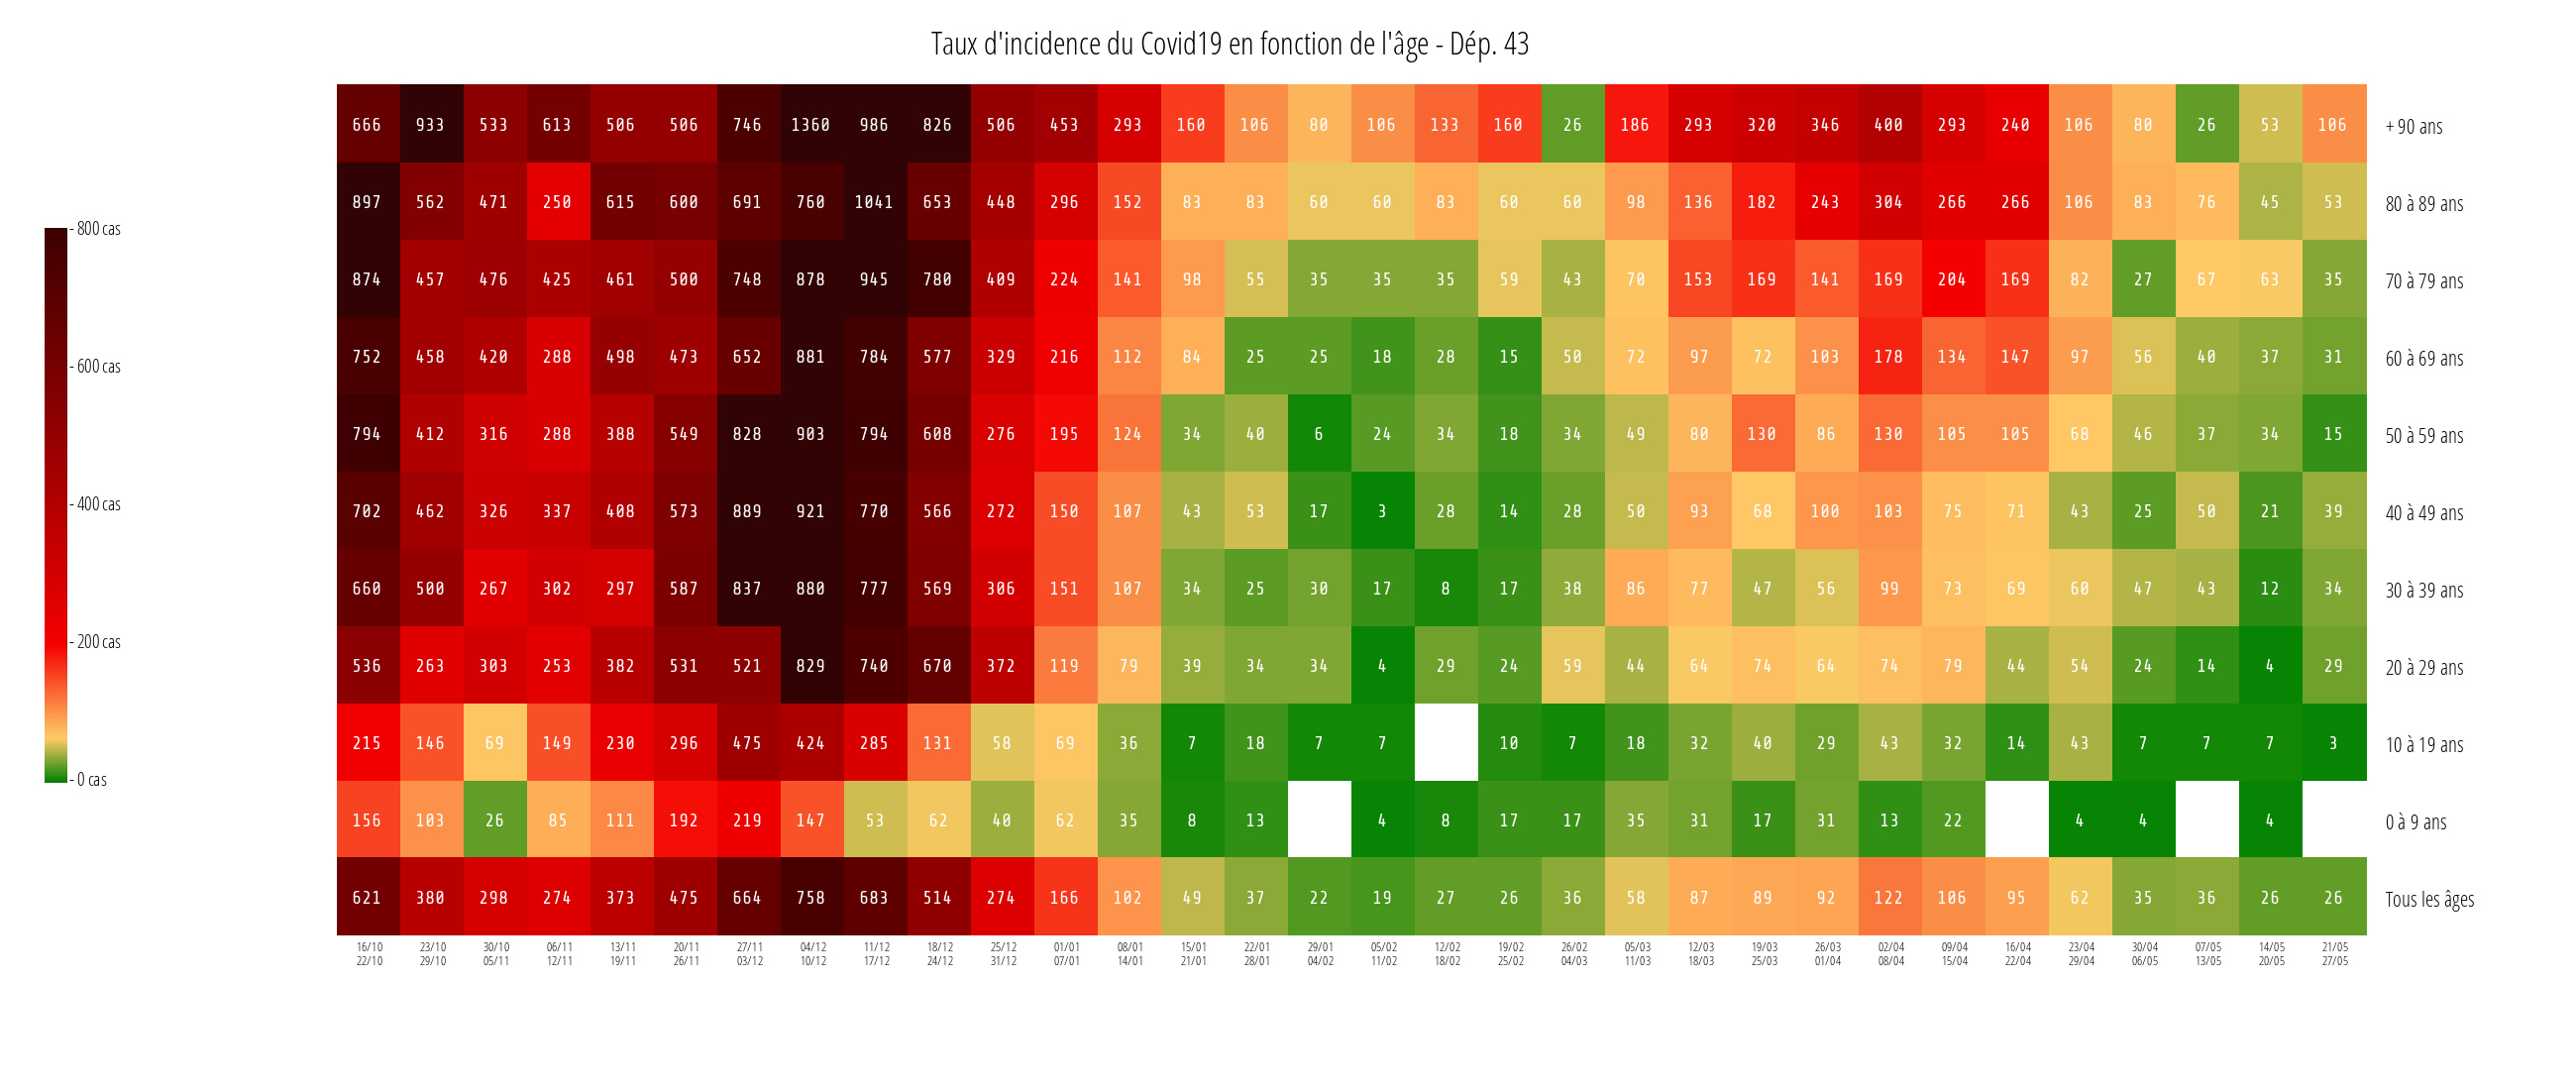 Taux d'incidence du Covid19 en fonction de l'âge - Dép. 43
- 800 cas
- 600 cas
- 400 cas
- 200 cas
- 0 cas
666 933 533 613 506 506 746 1360 986 826 506 453 293 160 106 80 106 133 160 26 186 293 320 346 400 293 240 106 80 26 53 106 + 90 ans
897 562 471 250 615 600 691 760 1041 653 448 296 152 83 83 60 60 83 60 60 98 136 182 243 304 266 266 106 83 76 45 53 80 à 89 ans
874 457 476 425 461 500 748 878 945 780 409 224 141 98 55 35 35 35 59 43 70 153 169 141 169 204 169 82 27 67 63 35 70 à 79 ans
752 458 420 288 498 473 652 881 784 577 329 216 112 84 25 25 18 28 15 50 72 97 72 103 178 134 147 97 56 40 37 31 60 à 69 ans
794 412 316 288 388 549 828 903 794 608 276 195 124 34 40 6 24 34 18 34 49 80 130 86 130 105 105 68 46 37 34 15 50 à 59 ans
702 462 326 337 408 573 889 921 770 566 272 150 107 43 53 17 3 28 14 28 50 93 68 100 103 75 71 43 25 50 21 39 40 à 49 ans
660 500 267 302 297 587 837 880 777 569 306 151 107 34 25 30 17 8 17 38 86 77 47 56 99 73 69 60 47 43 12 34 30 à 39 ans
536 263 303 253 382 531 521 829 740 670 372 119 79 39 34 34 4 29 24 59 44 64 74 64 74 79 44 54 24 14 4 29 20 à 29 ans
215 146 69 149 230 296 475 424 285 131 58 69 36 7 18 7 7 10 7 18 32 40 29 43 32 14 43 7 7 7 3 10 à 19 ans
156 103 26 85 111 192 219 147 53 62 40 62 35 8 13 4 8 17 17 35 31 17 31 13 22 4 4 4 0 à 9 ans
621 380 298 274 373 475 664 758 683 514 274 166 102 49 37 22 19 27 26 36 58 87 89 92 122 106 95 62 35 36 26 26 Tous les âges
16/10 23/10 30/10 06/11 13/11 20/11 27/11 04/12 11/12 18/12 25/12 01/01 08/01 15/01 22/01 29/01 05/02 12/02 19/02 26/02 05/03 12/03 19/03 26/03 02/04 09/04 16/04 23/04 30/04 07/05 14/05 21/05
22/10 29/10 05/11 12/11 19/11 26/11 03/12 10/12 17/12 24/12 31/12 07/01 14/01 21/01 28/01 04/02 11/02 18/02 25/02 04/03 11/03 18/03 25/03 01/04 08/04 15/04 22/04 29/04 06/05 13/05 20/05 27/05